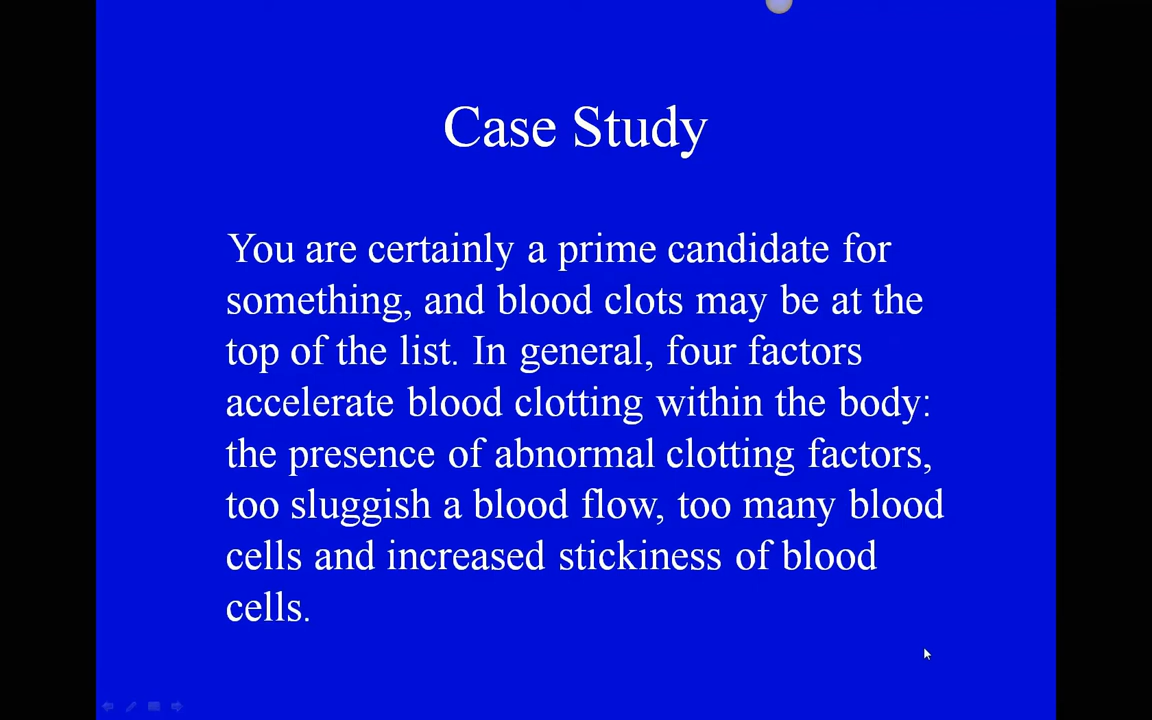 Case Study
You are certainly a prime candidate for
something, and blood clots may be at the
top of the list. In general, four factors
accelerate blood clotting within the body:
the presence of abnormal clotting factors,
too sluggish a blood flow, too many blood
cells and increased stickiness of blood
cells.